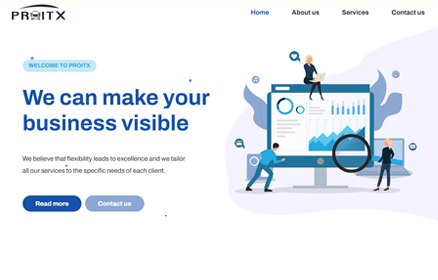 PROITX
Home About us Services Contact us
WELCOME TO PROITX
We can make your
business visible
We believe that flexibility leads to excellence and we tailor
all our services to the specific needs of each client.
Read more Contact us